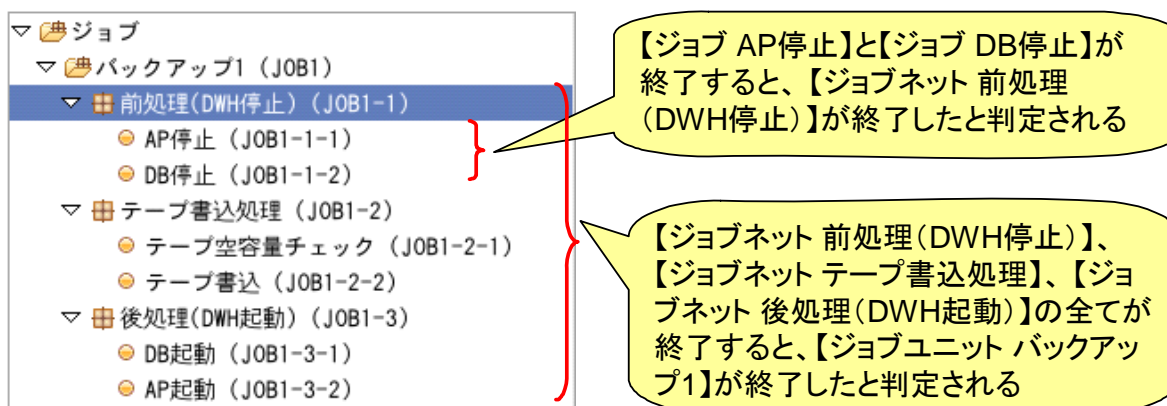 ジョブ
バックアップ1 (JOB1)
前処理(DWH停止) (JOB1-1)
AP停止 (JOB1-1-1)
DB停止 (JOB1-1-2)
テープ書込処理 (JOB1-2)
テープ空容量チェック (JOB1-2-1)
テープ書込 (JOB1-2-2)
後処理(DWH起動) (JOB1-3)
DB起動 (JOB1-3-1)
AP起動 (JOB1-3-2)
【ジョブ AP停止】と【ジョブ DB停止】が
終了すると、【ジョブネット 前処理
(DWH停止)】が終了したと判定される
【ジョブネット 前処理(DWH停止)】、
【ジョブネット テープ書込処理】、【ジョ
ブネット 後処理(DWH起動)】の全てが
終了すると、【ジョブユニット バックアッ
プ1】が終了したと判定される